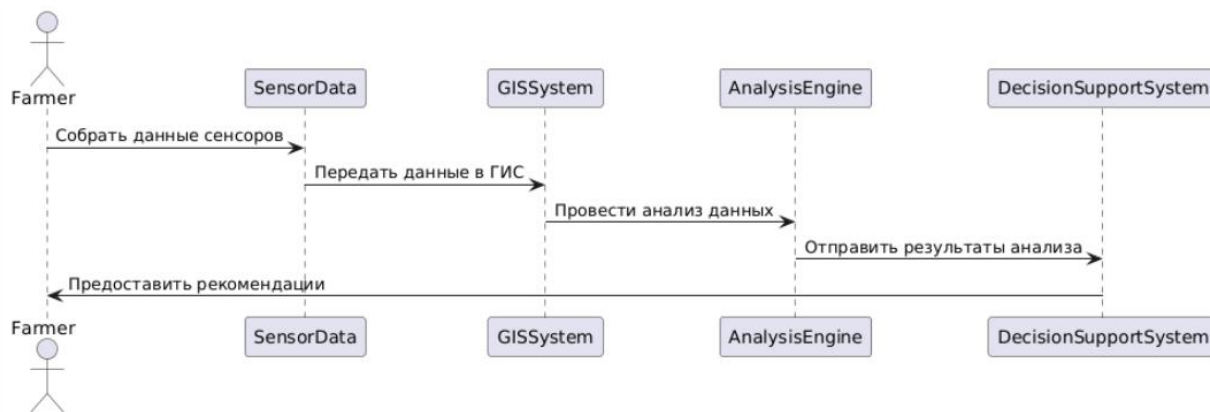 Farmer
SensorData
GISSystem
AnalysisEngine
DecisionSupportSystem
Собрать данные сенсоров
Передать данные в ГИС
Провести анализ данных
Отправить результаты анализа
Предоставить рекомендации
Farmer
SensorData
GISSystem
AnalysisEngine
DecisionSupportSystem